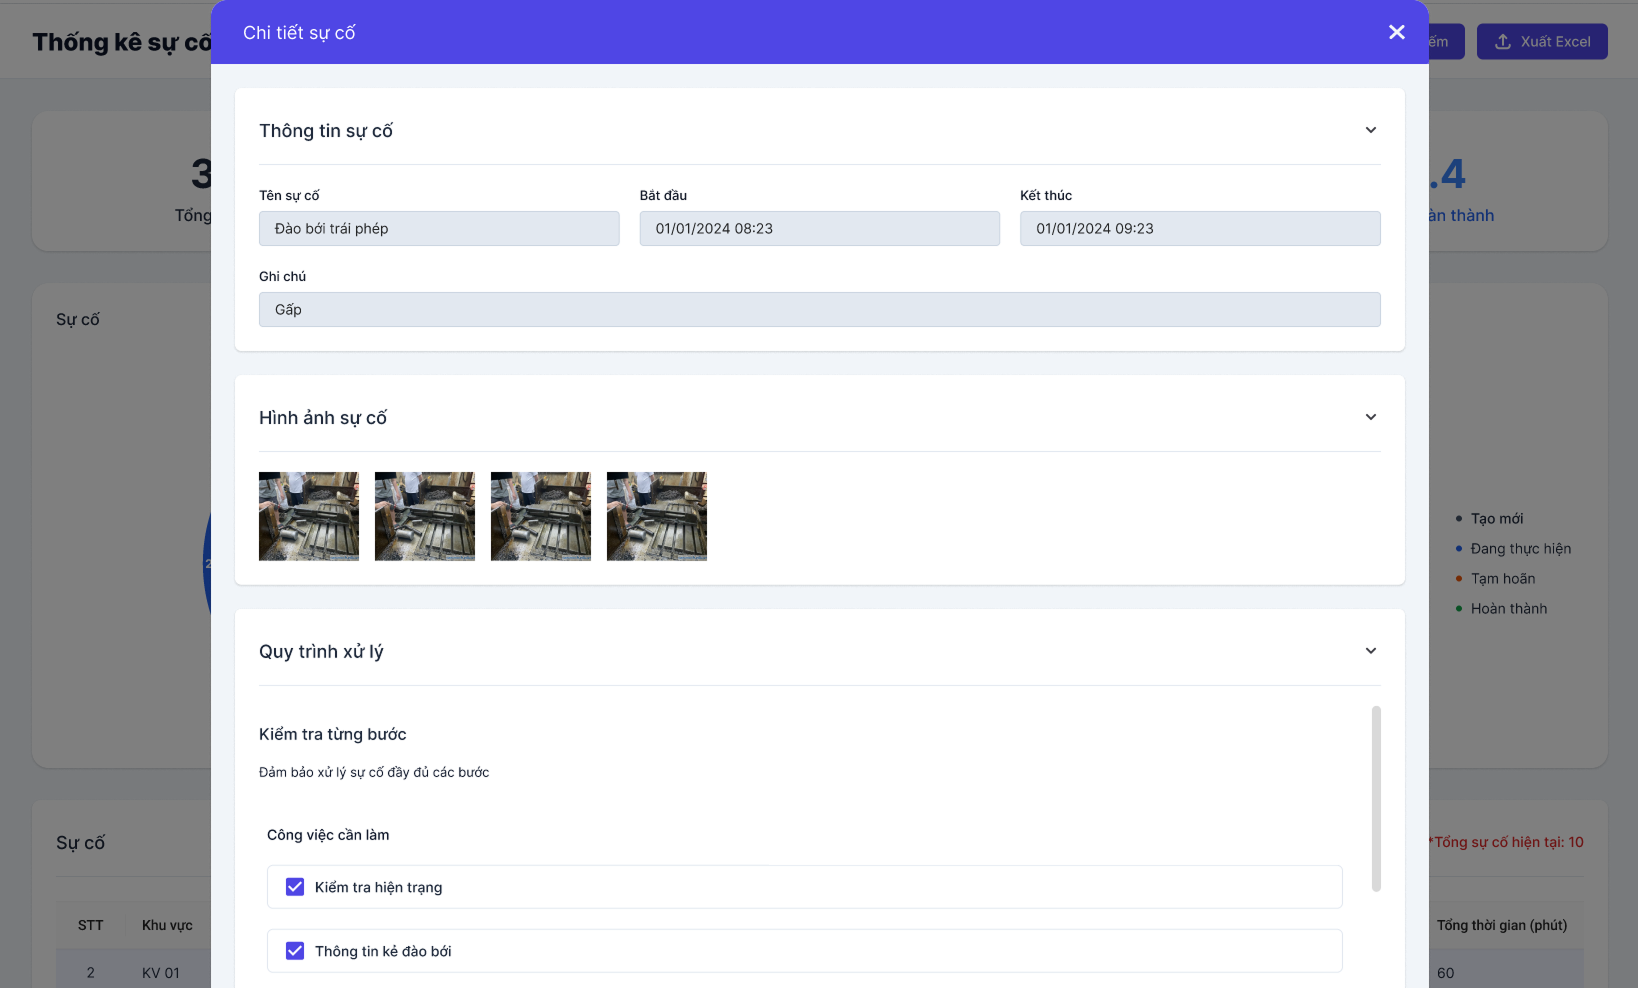 Thống kê sự cố
Chi tiết sự cố
Xuất Excel
Thông tin sự cố
Tên sự cố
Bắt đầu
Kết thúc
Đào bới trái phép
01/01/2024 08:23
01/01/2024 09:23
Ghi chú
Gấp
3
Tổng
.4
Sự cố
Hình ảnh sự cố
Tạo mới
Đang thực hiện
Tạm hoãn
Hoàn thành
2
Quy trình xử lý
Kiểm tra từng bước
Đảm bảo xử lý sự cố đầy đủ các bước
Công việc cần làm
Kiểm tra hiện trạng
Thông tin kẻ đào bới
Sự cố
*Tổng sự cố hiện tại: 10
STT
Khu vực
Tổng thời gian (phút)
2
KV 01
60